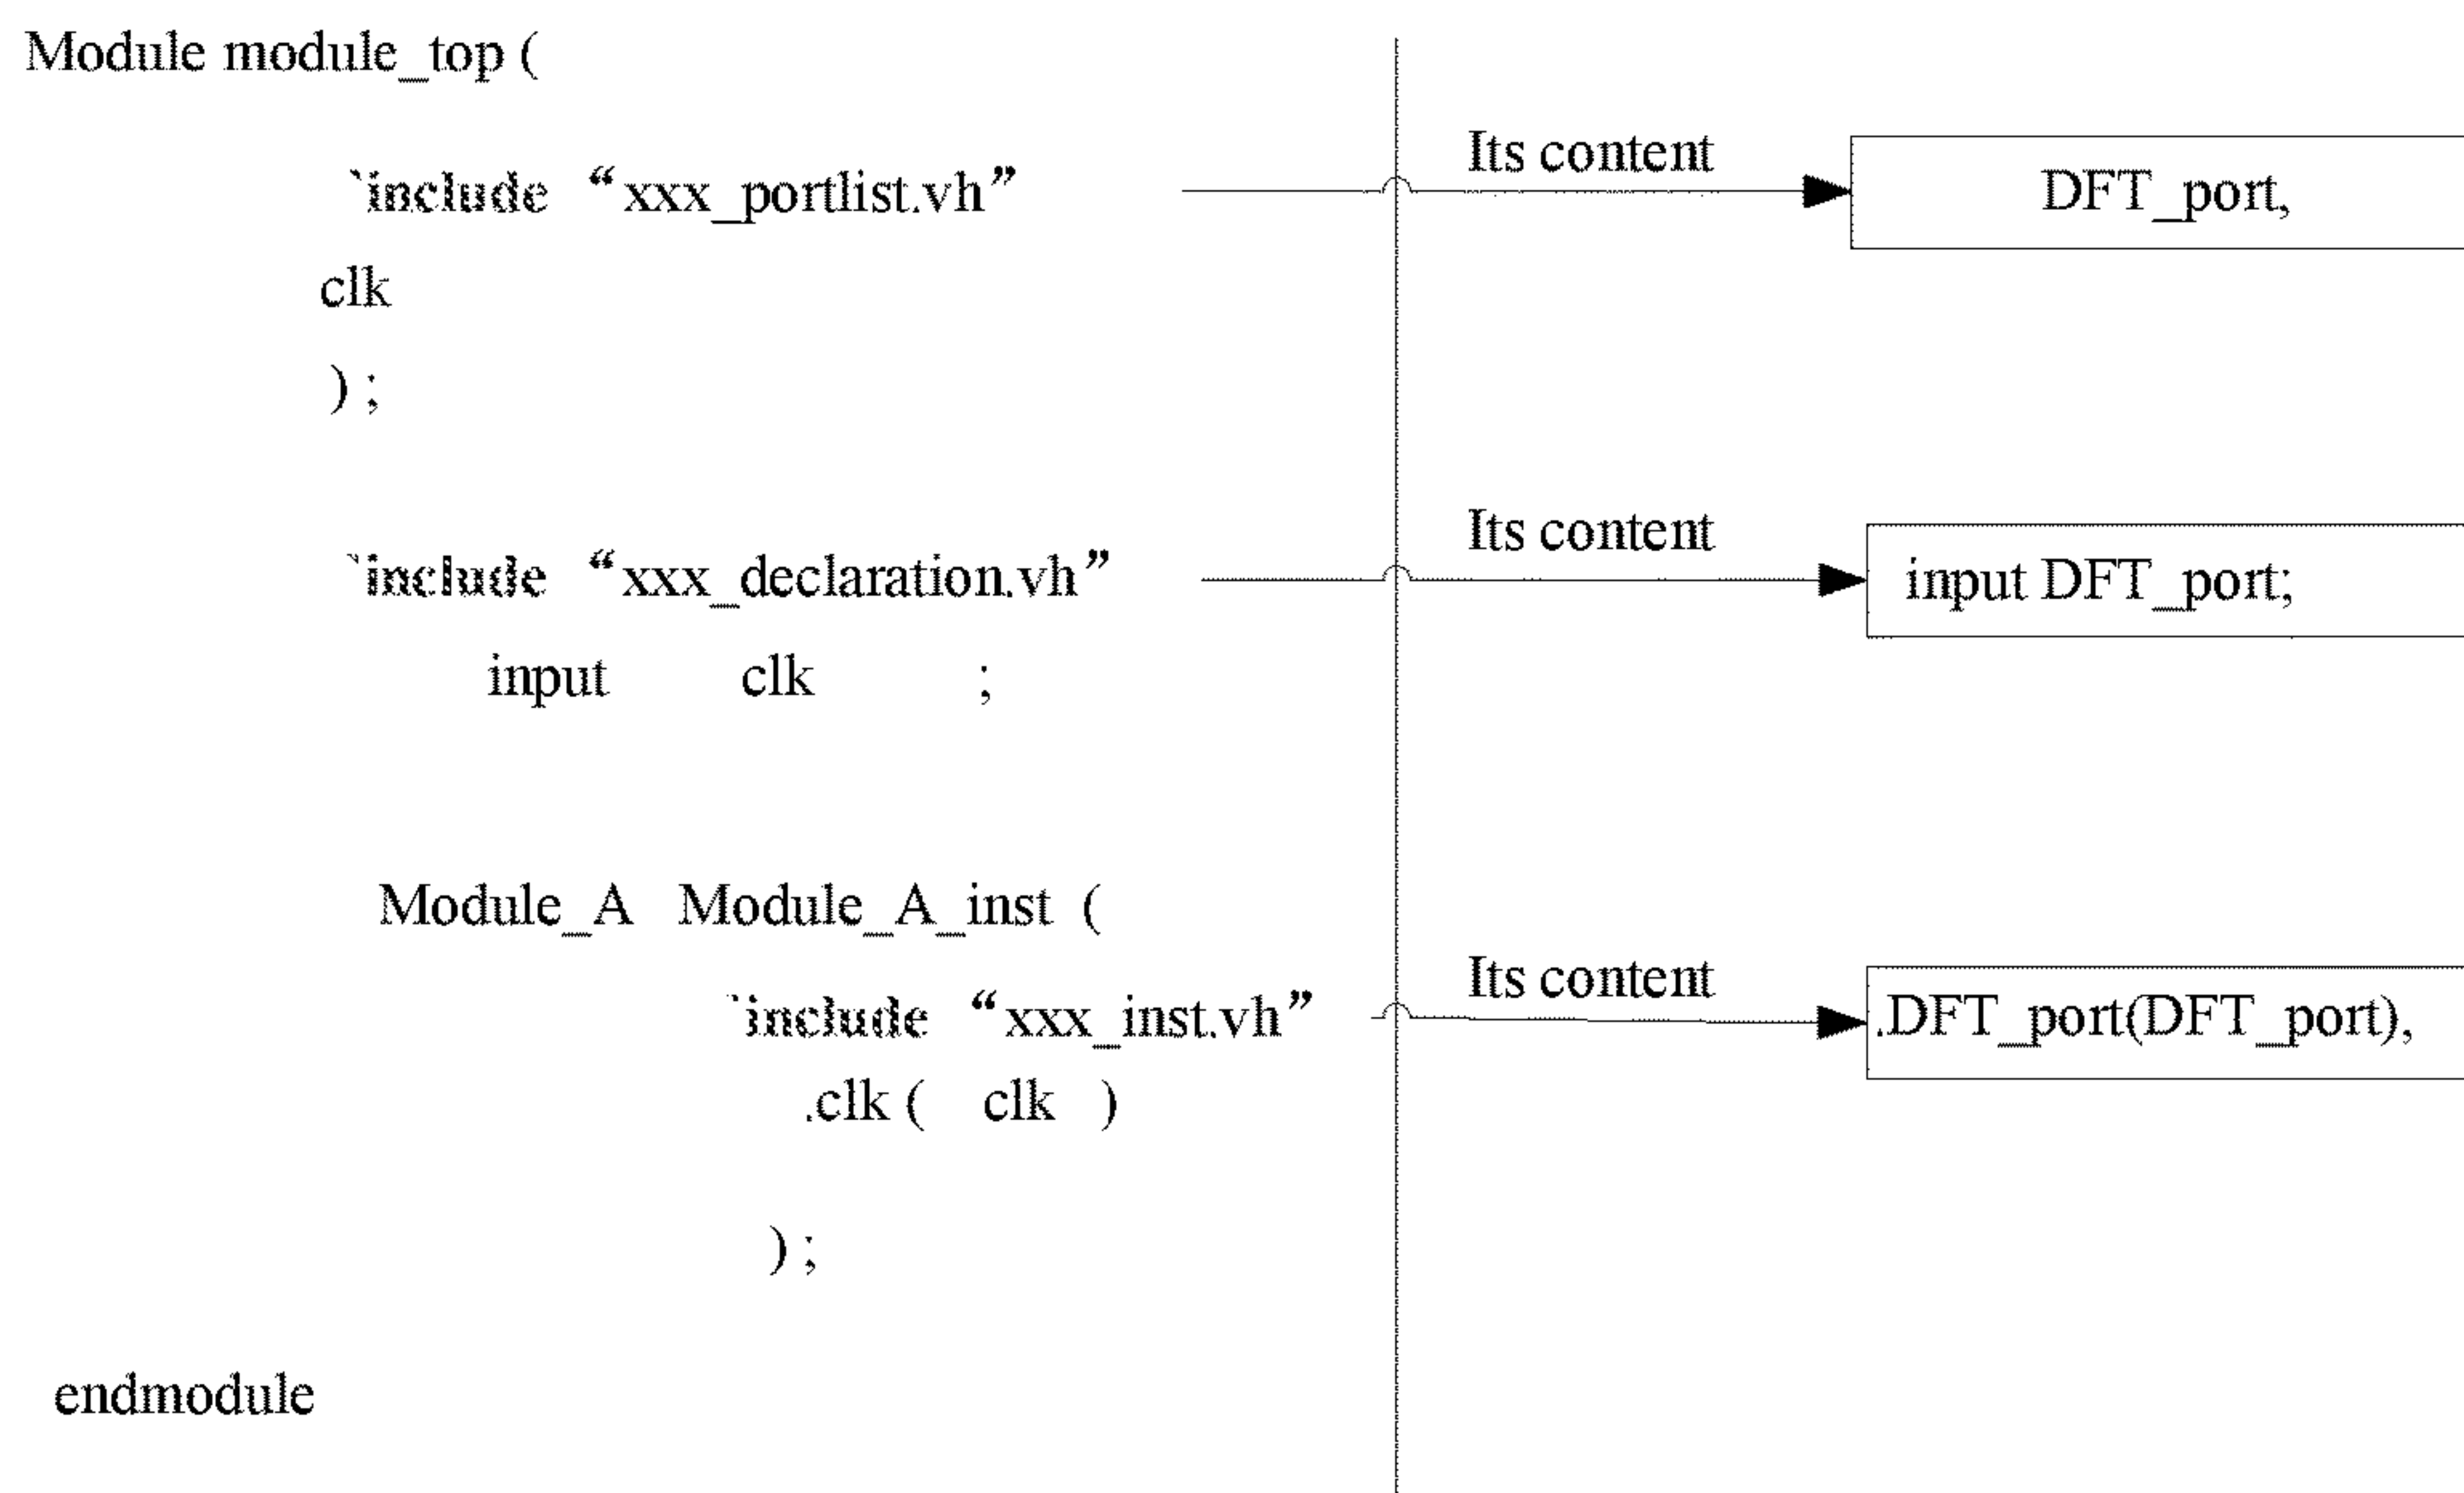 Module module_top (
`include “xxx_portlist.vh”
Its content
DFT_port,
clk
) ;
`include “xxx_declaration.vh”
Its content
input DFT_port;
input clk ;
Module_A Module_A_inst (
`include “xxx_inst.vh”
Its content
.DFT_port(DFT_port),
.clk ( clk )
) ;
endmodule